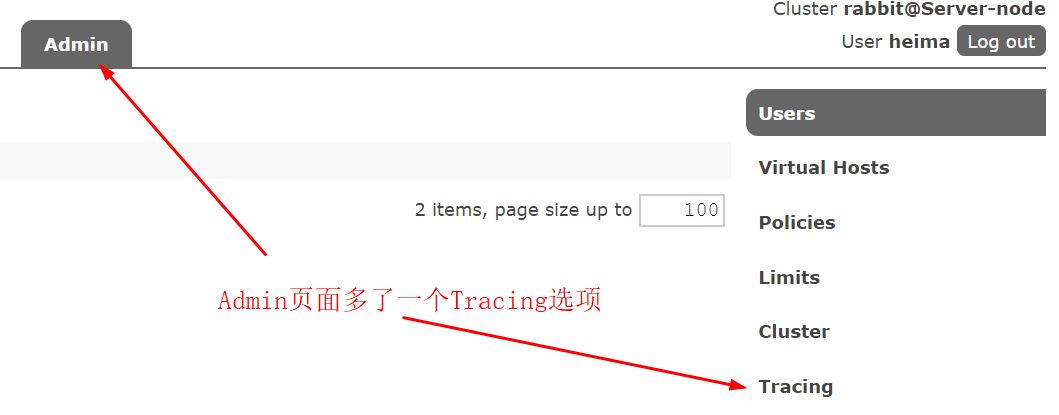 Cluster rabbit@Server-node
User heima Log out
Admin
Users
Virtual Hosts
2 items, page size up to 100
Policies
Limits
Admin页面多了一个Tracing选项
Cluster
Tracing